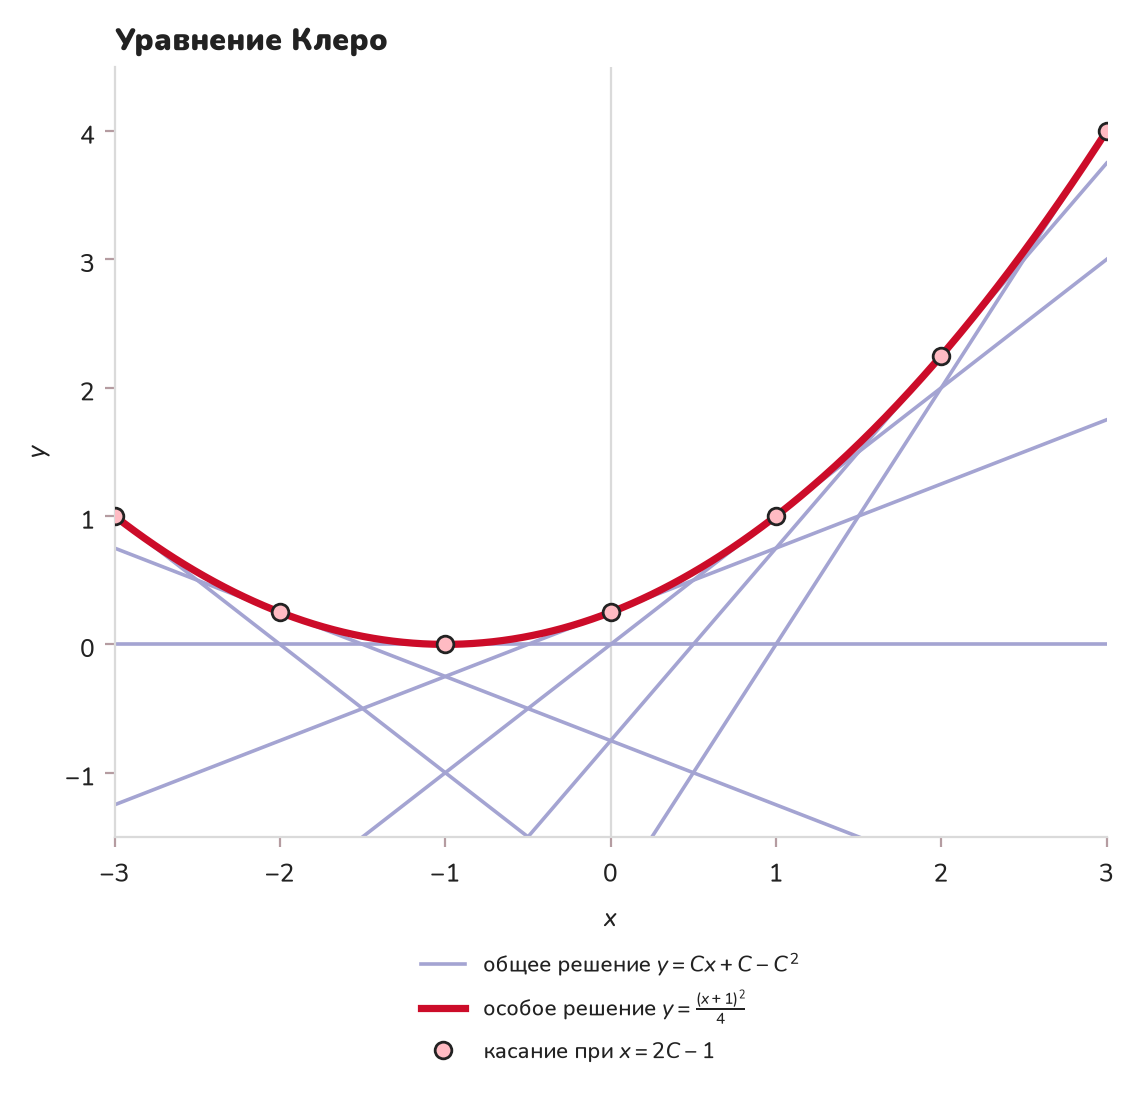 Уравнение Клеро
4
3
2
1
0
−1
y
−3 −2 −1 0 1 2 3
x
общее решение y = Cx + C − C²
особое решение y = (x + 1)²/4
касание при x = 2C − 1